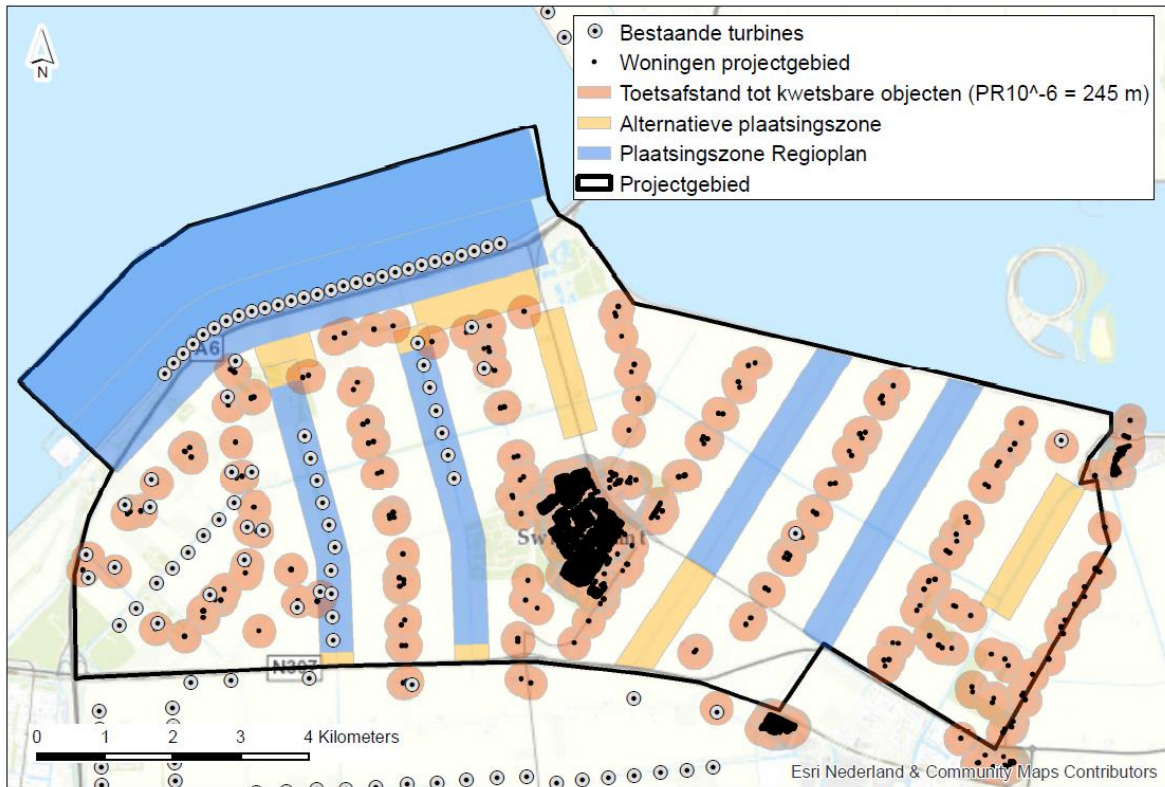 Bestaande turbines
Woningen projectgebied
Toetsafstand tot kwetsbare objecten (PR10^-6 = 245 m)
Alternatieve plaatsingszone
Plaatsingszone Regioplan
Projectgebied
N
A6
N307
0 1 2 3 4 Kilometers
Esri Nederland & Community Maps Contributors